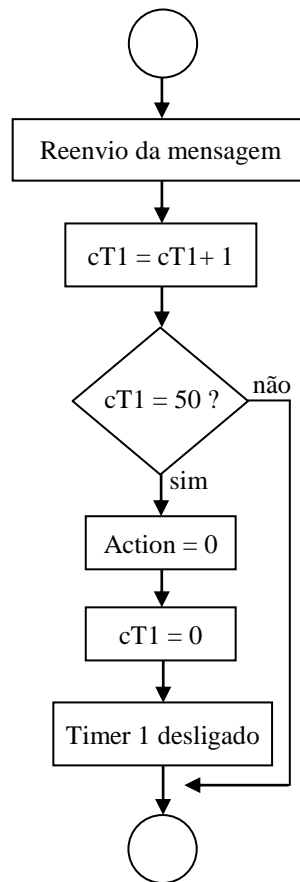 Reenvio da mensagem
cT1 = cT1+ 1
não
cT1 = 50 ?
sim
Action = 0
cT1 = 0
Timer 1 desligado